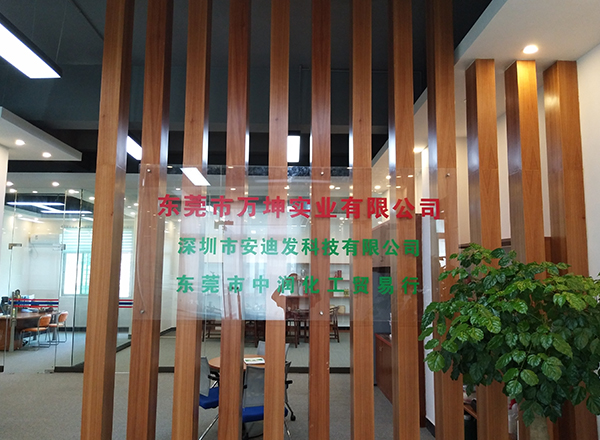 东莞市万坤实业有限公司
深圳市安迪发科技有限公司
东莞市中润化工贸易行